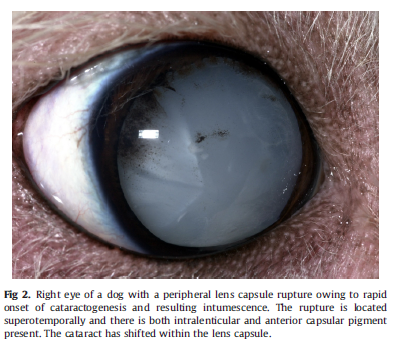 Fig 2. Right eye of a dog with a peripheral lens capsule rupture owing to rapid
onset of cataractogenesis and resulting intumescence. The rupture is located
superotemporally and there is both intralenticular and anterior capsular pigment
present. The cataract has shifted within the lens capsule.